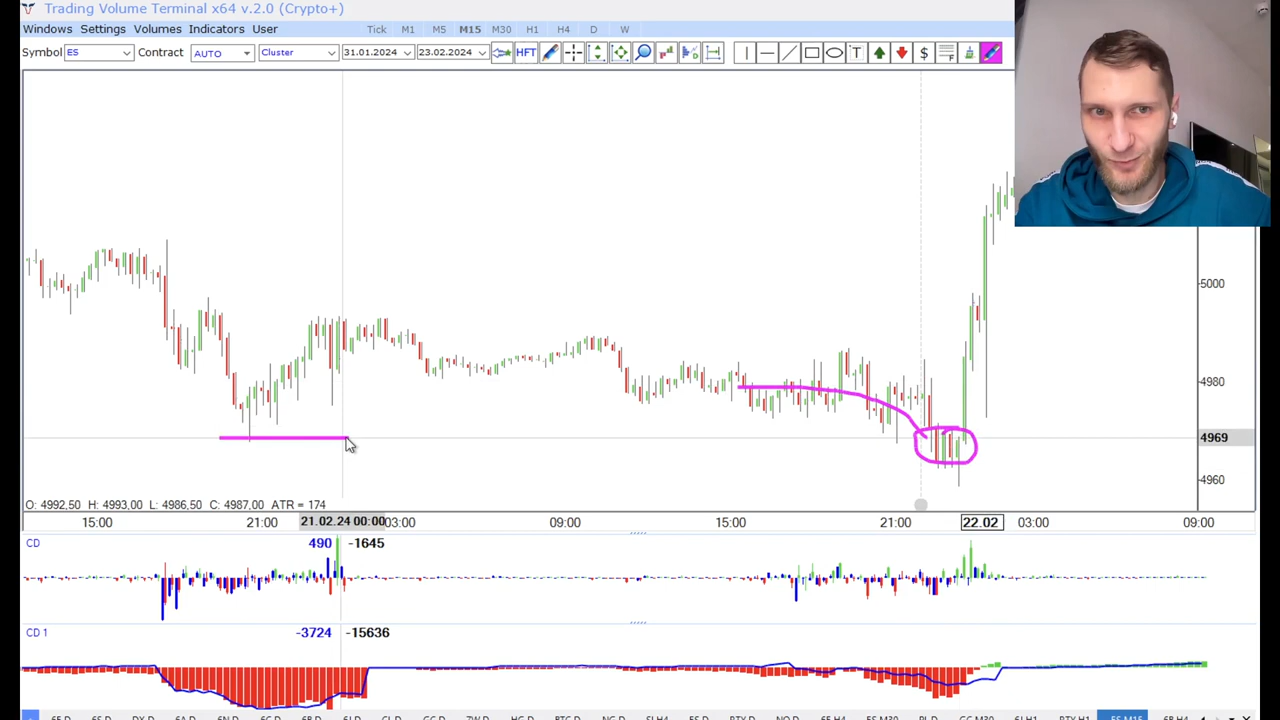 Trading Volume Terminal x64 v.2.0 (Crypto+)
Windows Settings Volumes Indicators User Tick M1 M5 M15 M30 H1 H4 D W
Symbol ES Contract AUTO Cluster 31.01.2024 23.02.2024 HFT T $ F
5000
4980
4969
4960
O: 4992,50 H: 4993,00 L: 4986,50 C: 4987,00 ATR = 174
15:00 21:00 21.02.24 00:00 03:00 09:00 15:00 21:00 22.02 03:00 09:00
CD 490 -1645
CD 1 -3724 -15636